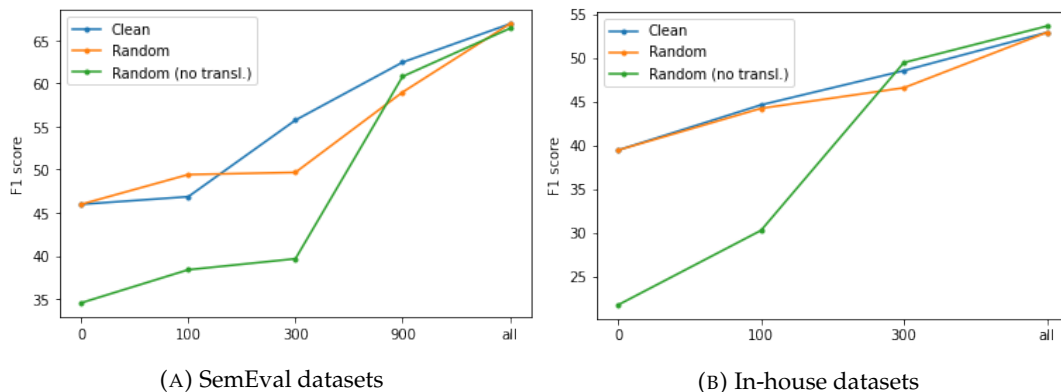 Clean
Random
Random (no transl.)
F1 score
65
60
55
50
45
40
35
0 100 300 900 all
(A) SemEval datasets
Clean
Random
Random (no transl.)
F1 score
55
50
45
40
35
30
25
0 100 300 all
(B) In-house datasets